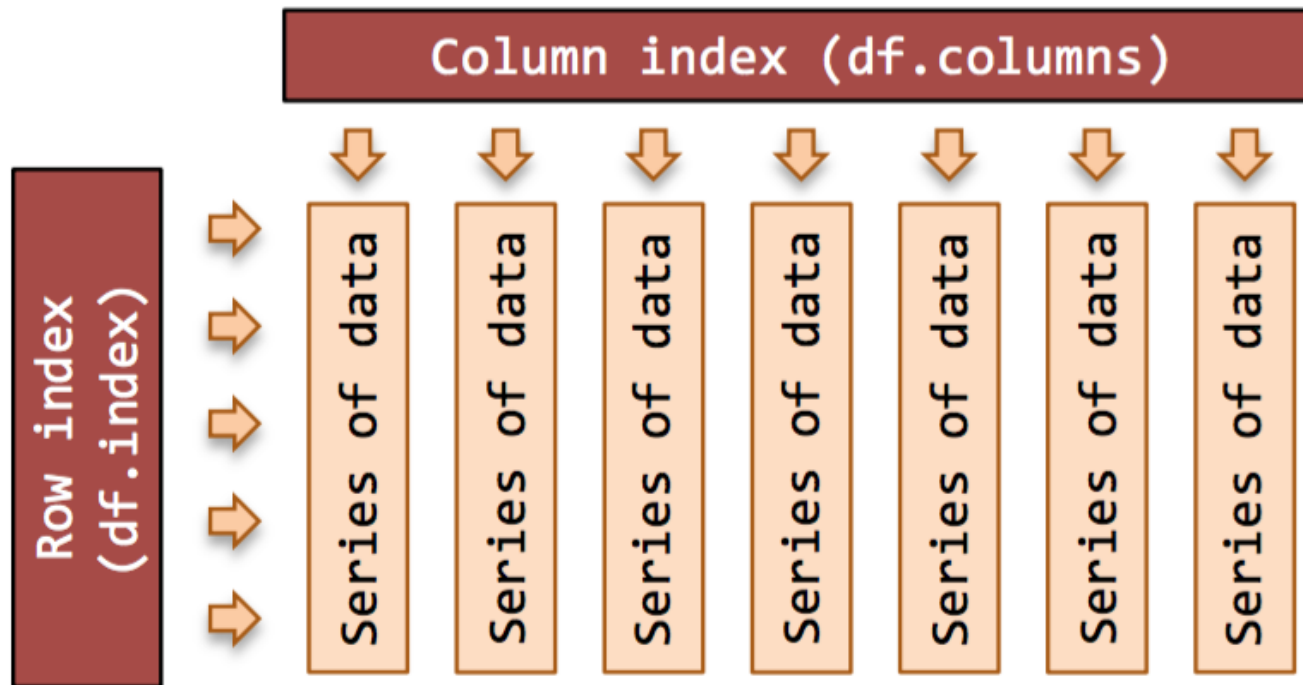 Column index (df.columns)
Row index
(df.index)
Series of data
Series of data
Series of data
Series of data
Series of data
Series of data
Series of data